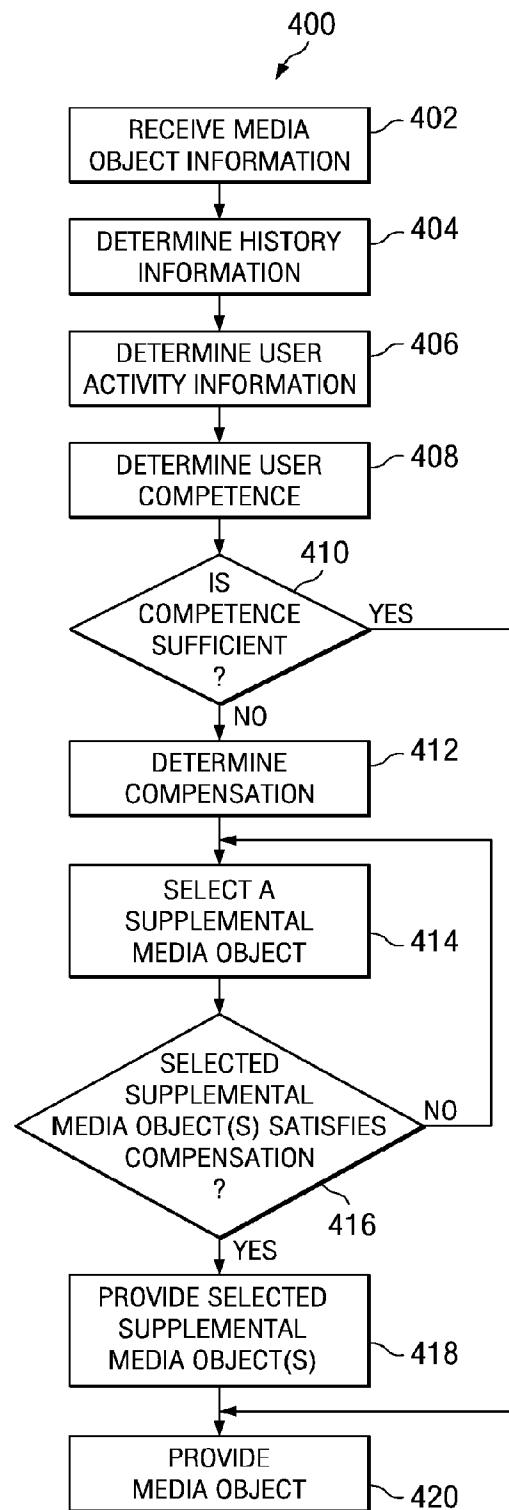 400
RECEIVE MEDIA
OBJECT INFORMATION
402
DETERMINE HISTORY
INFORMATION
404
DETERMINE USER
ACTIVITY INFORMATION
406
DETERMINE USER
COMPETENCE
408
410
IS
COMPETENCE
SUFFICIENT
?
YES
NO
DETERMINE
COMPENSATION
412
SELECT A
SUPPLEMENTAL
MEDIA OBJECT
414
SELECTED
SUPPLEMENTAL
MEDIA OBJECT(S) SATISFIES
COMPENSATION
?
NO
416
YES
PROVIDE SELECTED
SUPPLEMENTAL
MEDIA OBJECT(S)
418
PROVIDE
MEDIA OBJECT
420